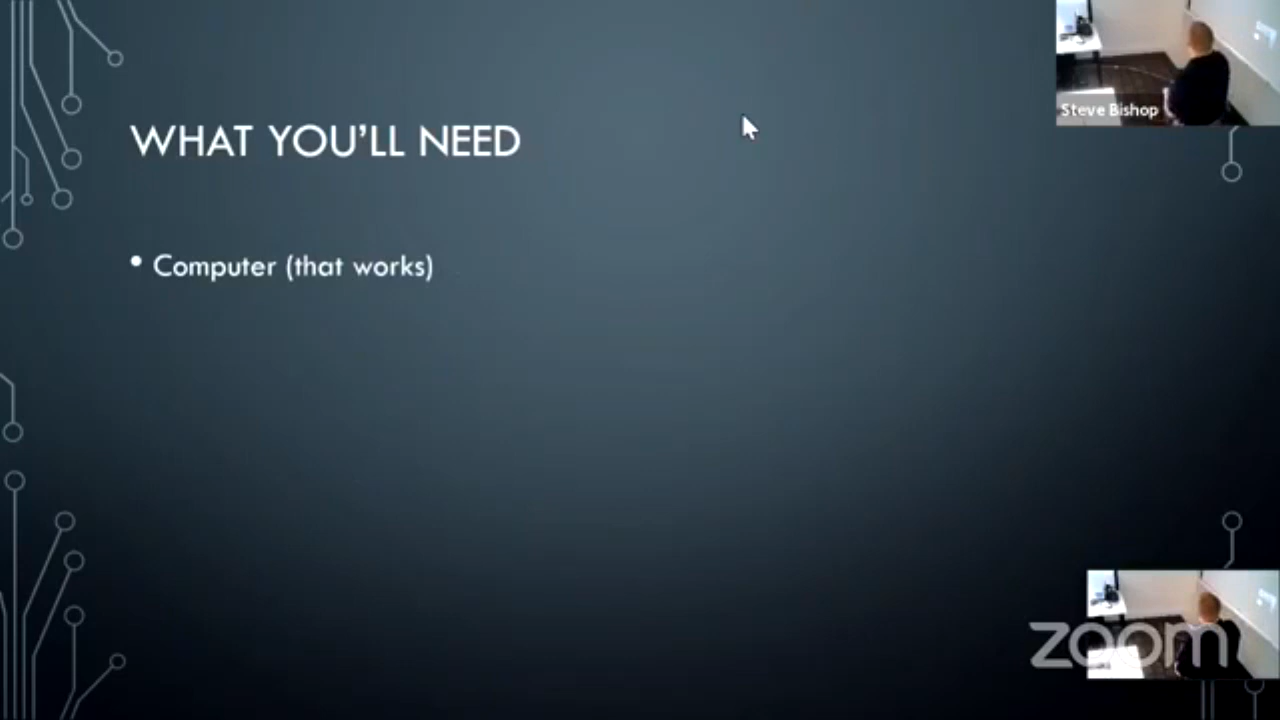 Steve Bishop
WHAT YOU'LL NEED
• Computer (that works)
zoom